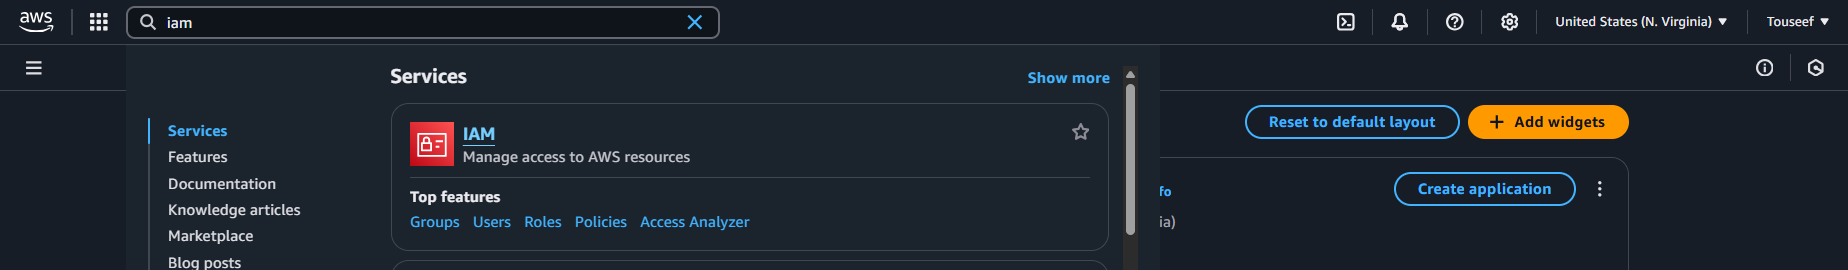 aws
iam
United States (N. Virginia)
Touseef
Services
Show more
Services
Features
Documentation
Knowledge articles
Marketplace
Blog posts
IAM
Manage access to AWS resources
Top features
Groups Users Roles Policies Access Analyzer
Reset to default layout
+ Add widgets
fo
Create application
ia)